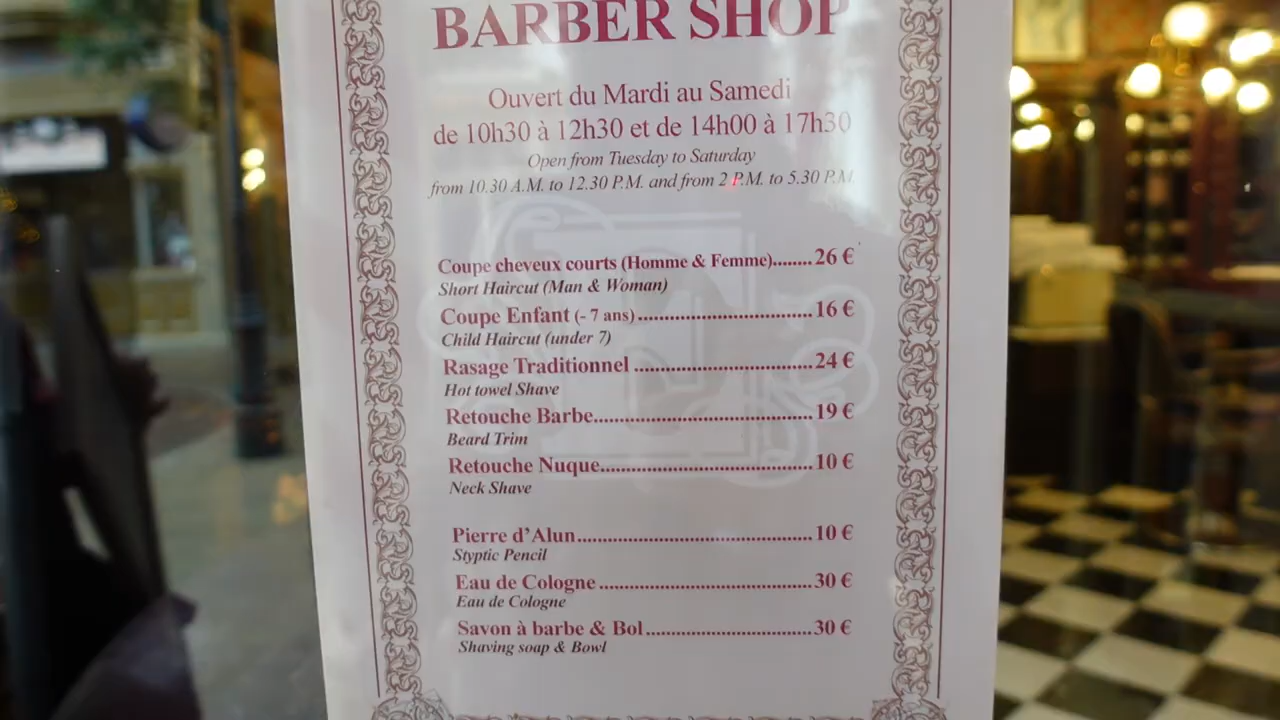 BARBER SHOP
Ouvert du Mardi au Samedi
de 10h30 à 12h30 et de 14h00 à 17h30
Open from Tuesday to Saturday
from 10.30 A.M. to 12.30 P.M. and from 2 P.M. to 5.30 P.M.
Coupe cheveux courts (Homme & Femme)........26 €
Short Haircut (Man & Woman)
Coupe Enfant (- 7 ans)......................................16 €
Child Haircut (under 7)
Rasage Traditionnel .......................................24 €
Hot towel Shave
Retouche Barbe................................................19 €
Beard Trim
Retouche Nuque...............................................10 €
Neck Shave
Pierre d’Alun....................................................10 €
Styptic Pencil
Eau de Cologne ...............................................30 €
Eau de Cologne
Savon à barbe & Bol.....................................30 €
Shaving soap & Bowl